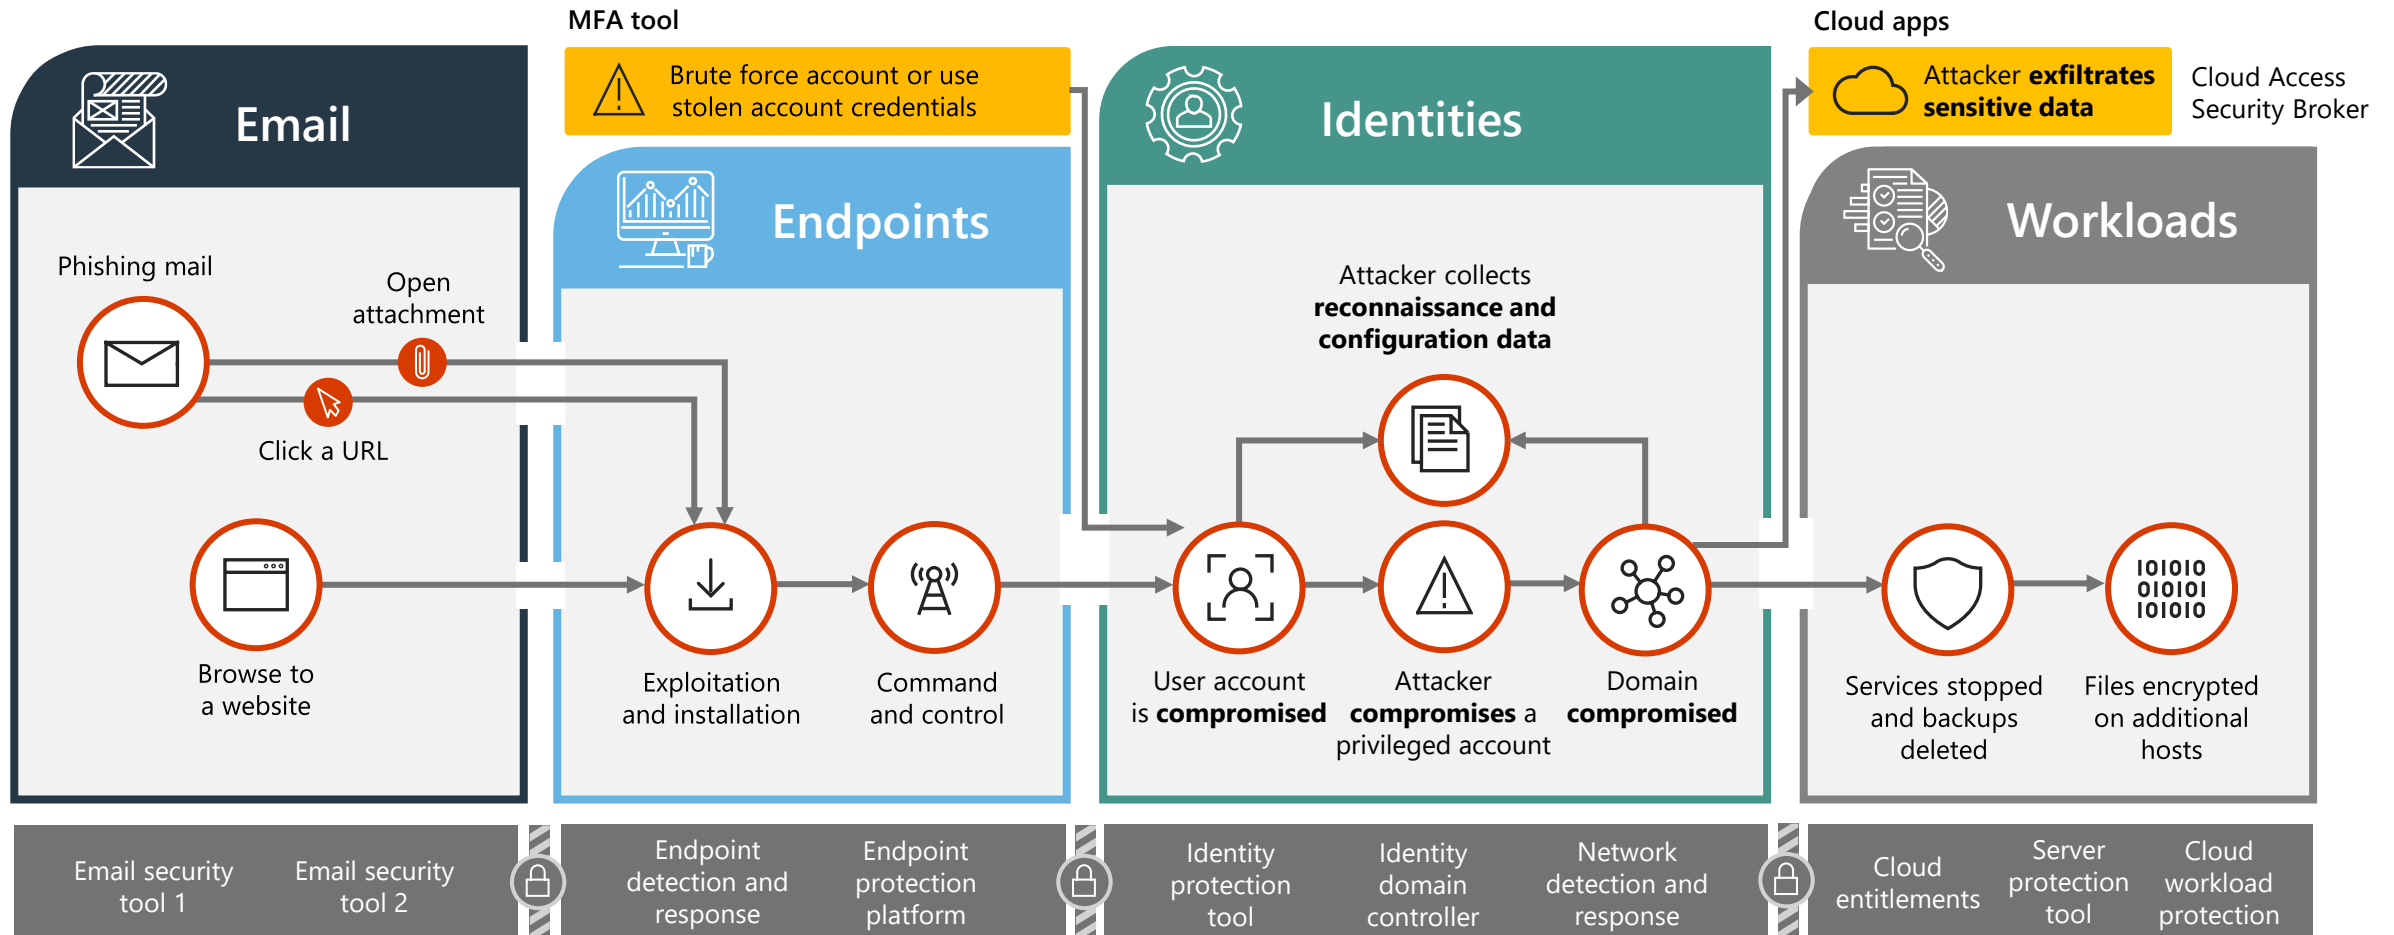 MFA tool
Brute force account or use
stolen account credentials
Cloud apps
Attacker exfiltrates
sensitive data
Cloud Access
Security Broker
Email
Phishing mail
Open
attachment
Click a URL
Browse to
a website
Endpoints
Exploitation
and installation
Command
and control
Identities
Attacker collects
reconnaissance and
configuration data
User account
is compromised
Attacker
compromises a
privileged account
Domain
compromised
Workloads
Services stopped
and backups
deleted
101010
010101
101010
Files encrypted
on additional
hosts
Email security
tool 1
Email security
tool 2
Endpoint
detection and
response
Endpoint
protection
platform
Identity
protection
tool
Identity
domain
controller
Network
detection and
response
Cloud
entitlements
Server
protection
tool
Cloud
workload
protection